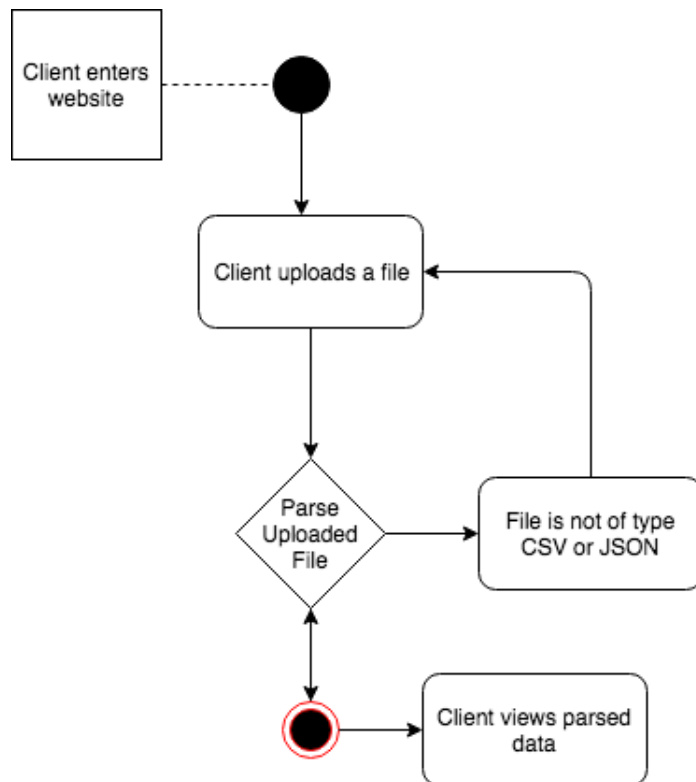 Client enters
website
Client uploads a file
Parse
Uploaded
File
File is not of type
CSV or JSON
Client views parsed
data